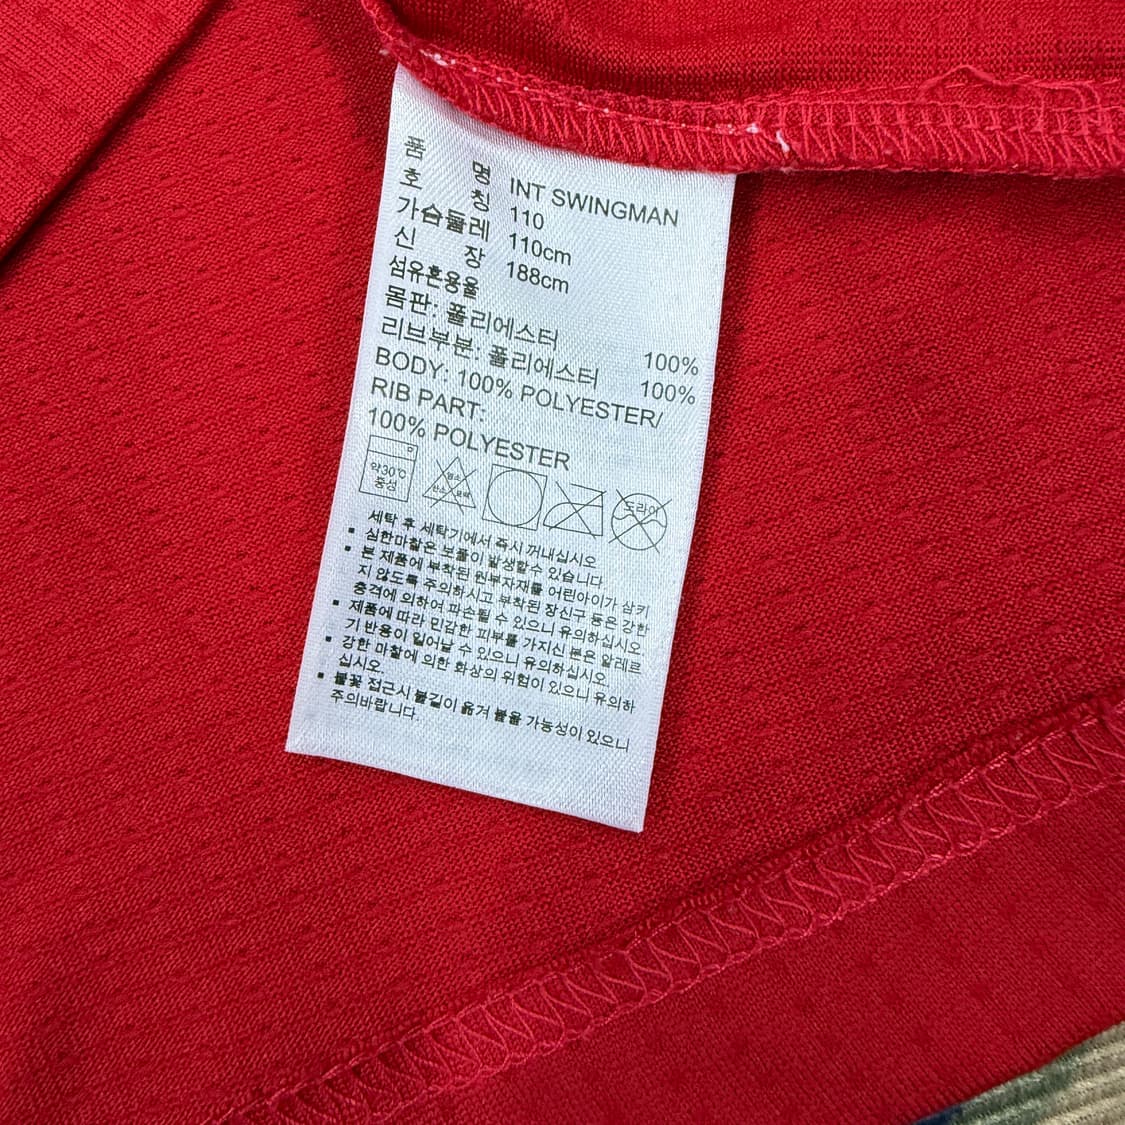 품 명 INT SWINGMAN
호 칭 110
가슴둘레 110cm
신 장 188cm
섬유혼용율
몸판: 폴리에스터 100%
리브부분: 폴리에스터 100%
BODY: 100% POLYESTER/
RIB PART:
100% POLYESTER
약30℃
중성
염소
산소표백
드라이
세탁 후 세탁기에서 즉시 꺼내십시오
▪ 심한마찰은 보풀이 발생할수 있습니다.
▪ 본 제품에 부착된 원부자재를 어린아이가 삼키
지 않도록 주의하시고 부착된 장신구 등은 강한
충격에 의하여 파손될 수 있으니 유의하십시오
▪ 제품에 따라 민감한 피부를 가지신 분은 알레르
기 반응이 일어날 수 있으니 유의하십시오.
▪ 강한 마찰에 의한 화상의 위험이 있으니 유의하
십시오.
▪ 불꽃 접근시 불길이 옮겨 붙을 가능성이 있으니
주의바랍니다.